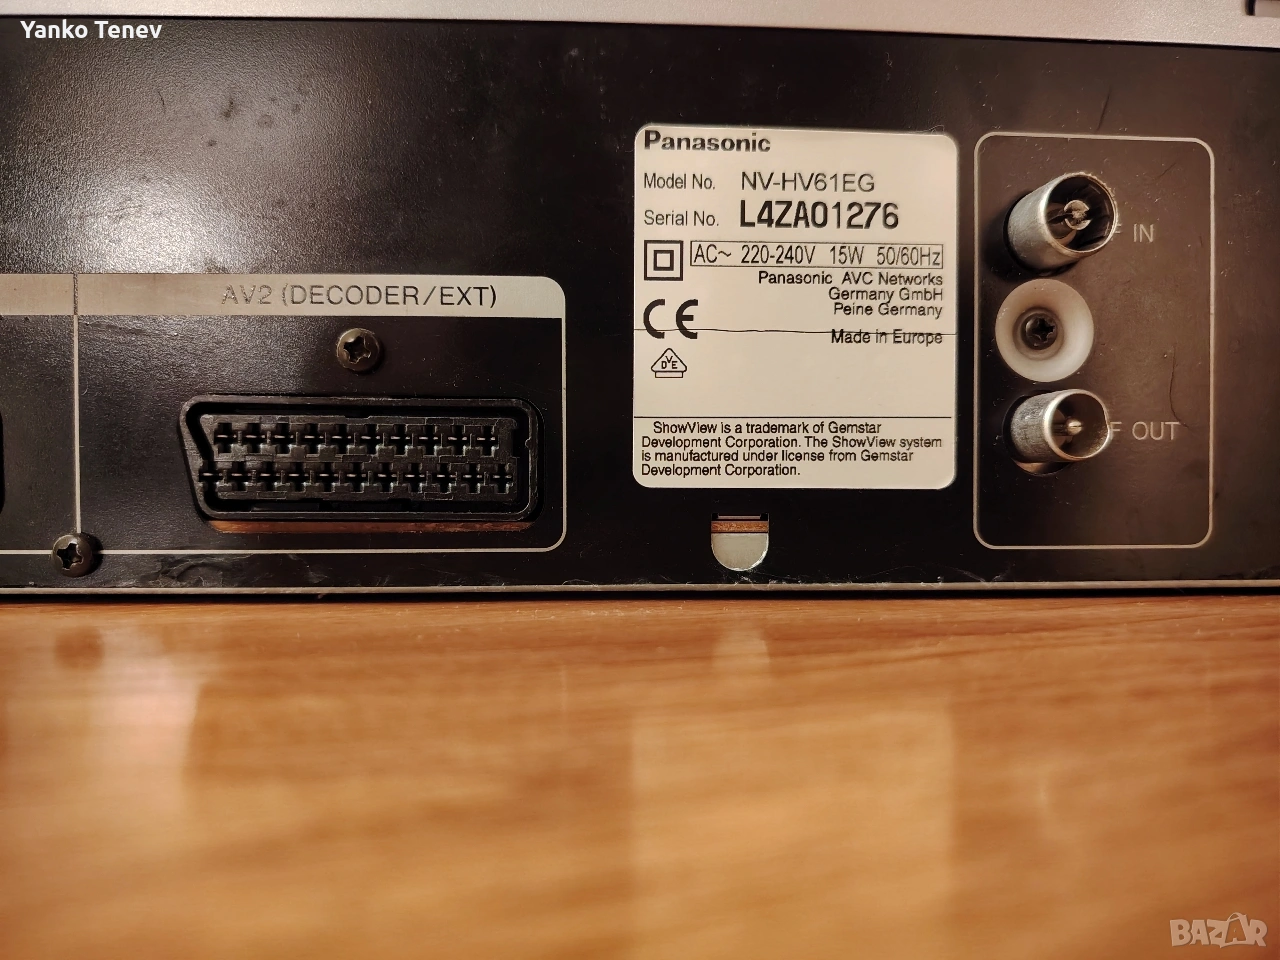 Yanko Tenev
AV2 (DECODER/EXT)
Panasonic
Model No. NV-HV61EG
Serial No. L4ZA01276
AC~ 220-240V 15W 50/60Hz
Panasonic AVC Networks
Germany GmbH
Peine Germany
CE
Made in Europe
DVE
ShowView is a trademark of Gemstar
Development Corporation. The ShowView system
is manufactured under license from Gemstar
Development Corporation.
F IN
F OUT
BAZAR